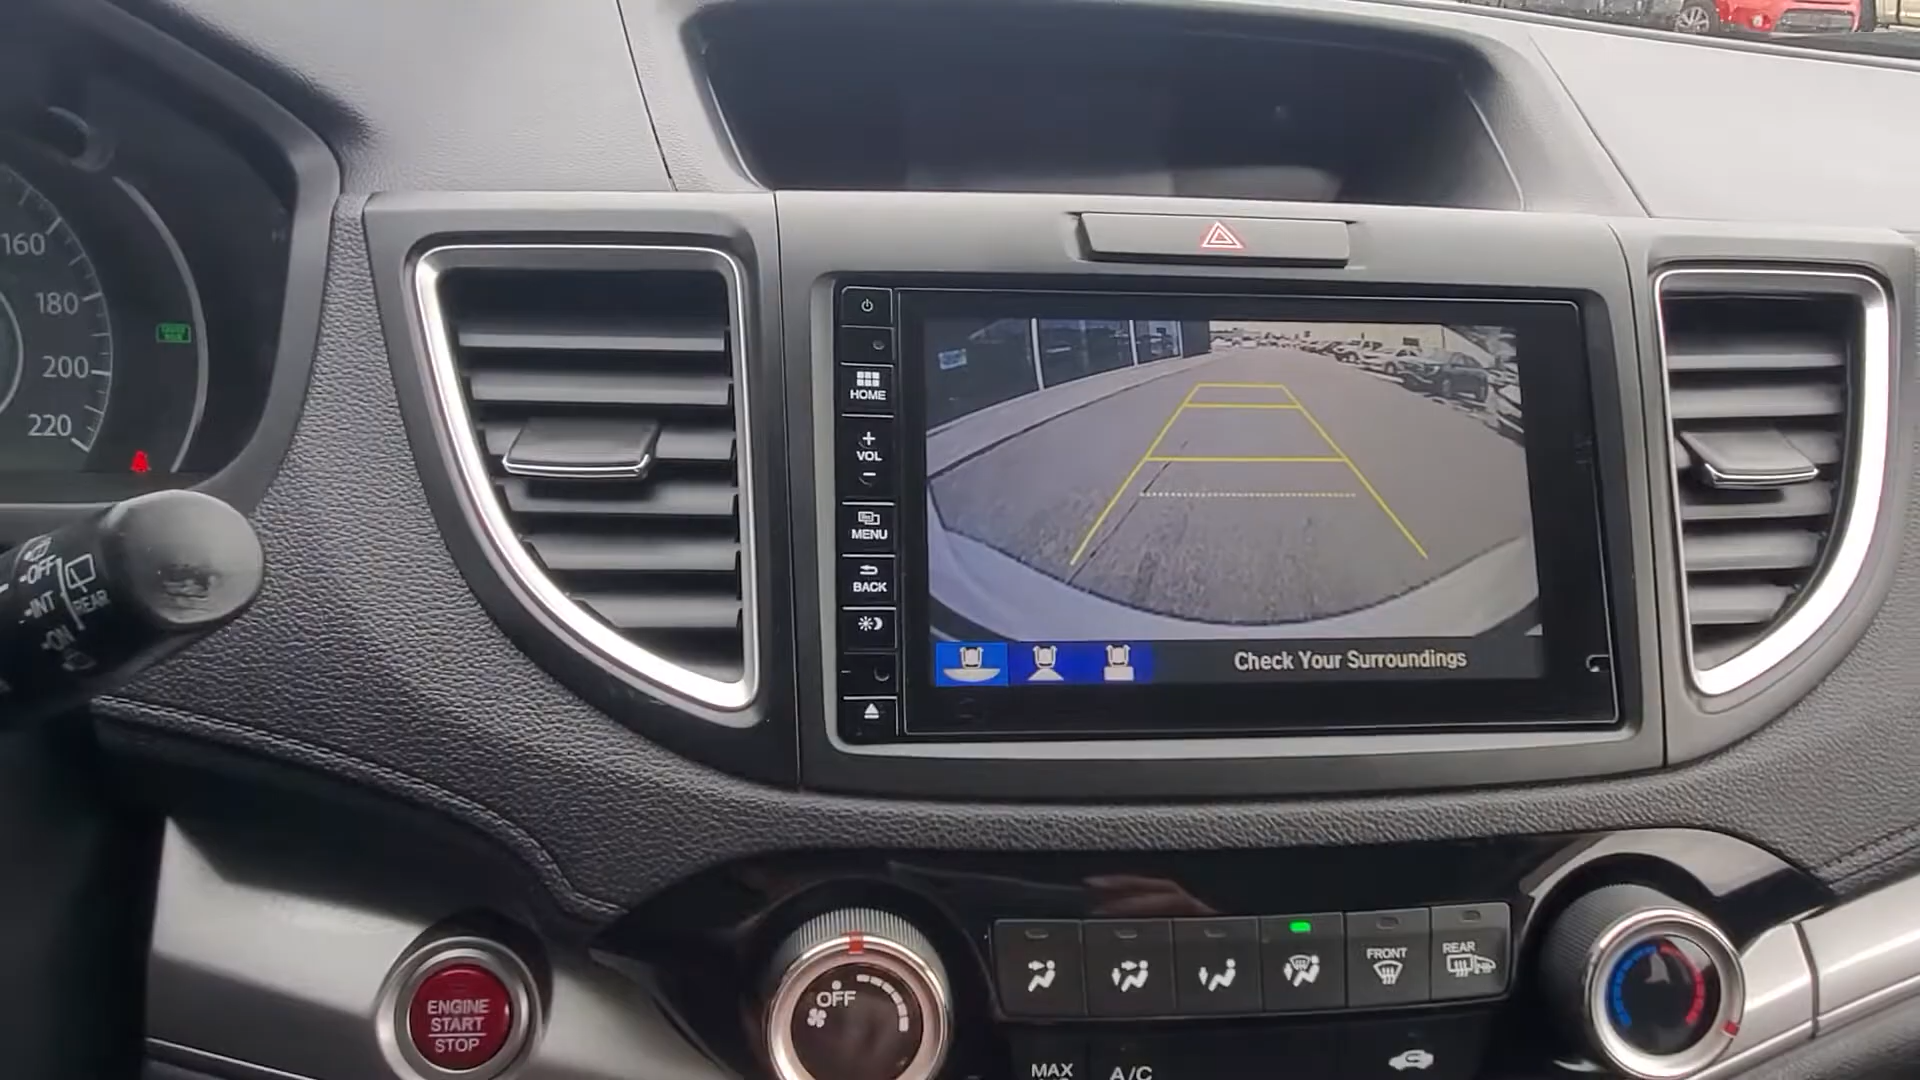 160
180
200
220
OFF
INT
ON
REAR
HOME
+
VOL
-
MENU
BACK
Check Your Surroundings
ENGINE
START
STOP
OFF
FRONT
REAR
MAX
A/C